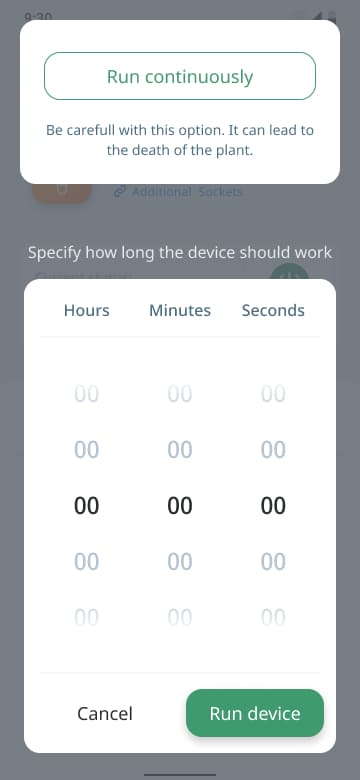 9:30
Run continuously
Be carefull with this option. It can lead to
the death of the plant.
Additional Sockets
Specify how long the device should work
Current status
Hours Minutes Seconds
00 00 00
00 00 00
00 00 00
00 00 00
00 00 00
Cancel Run device